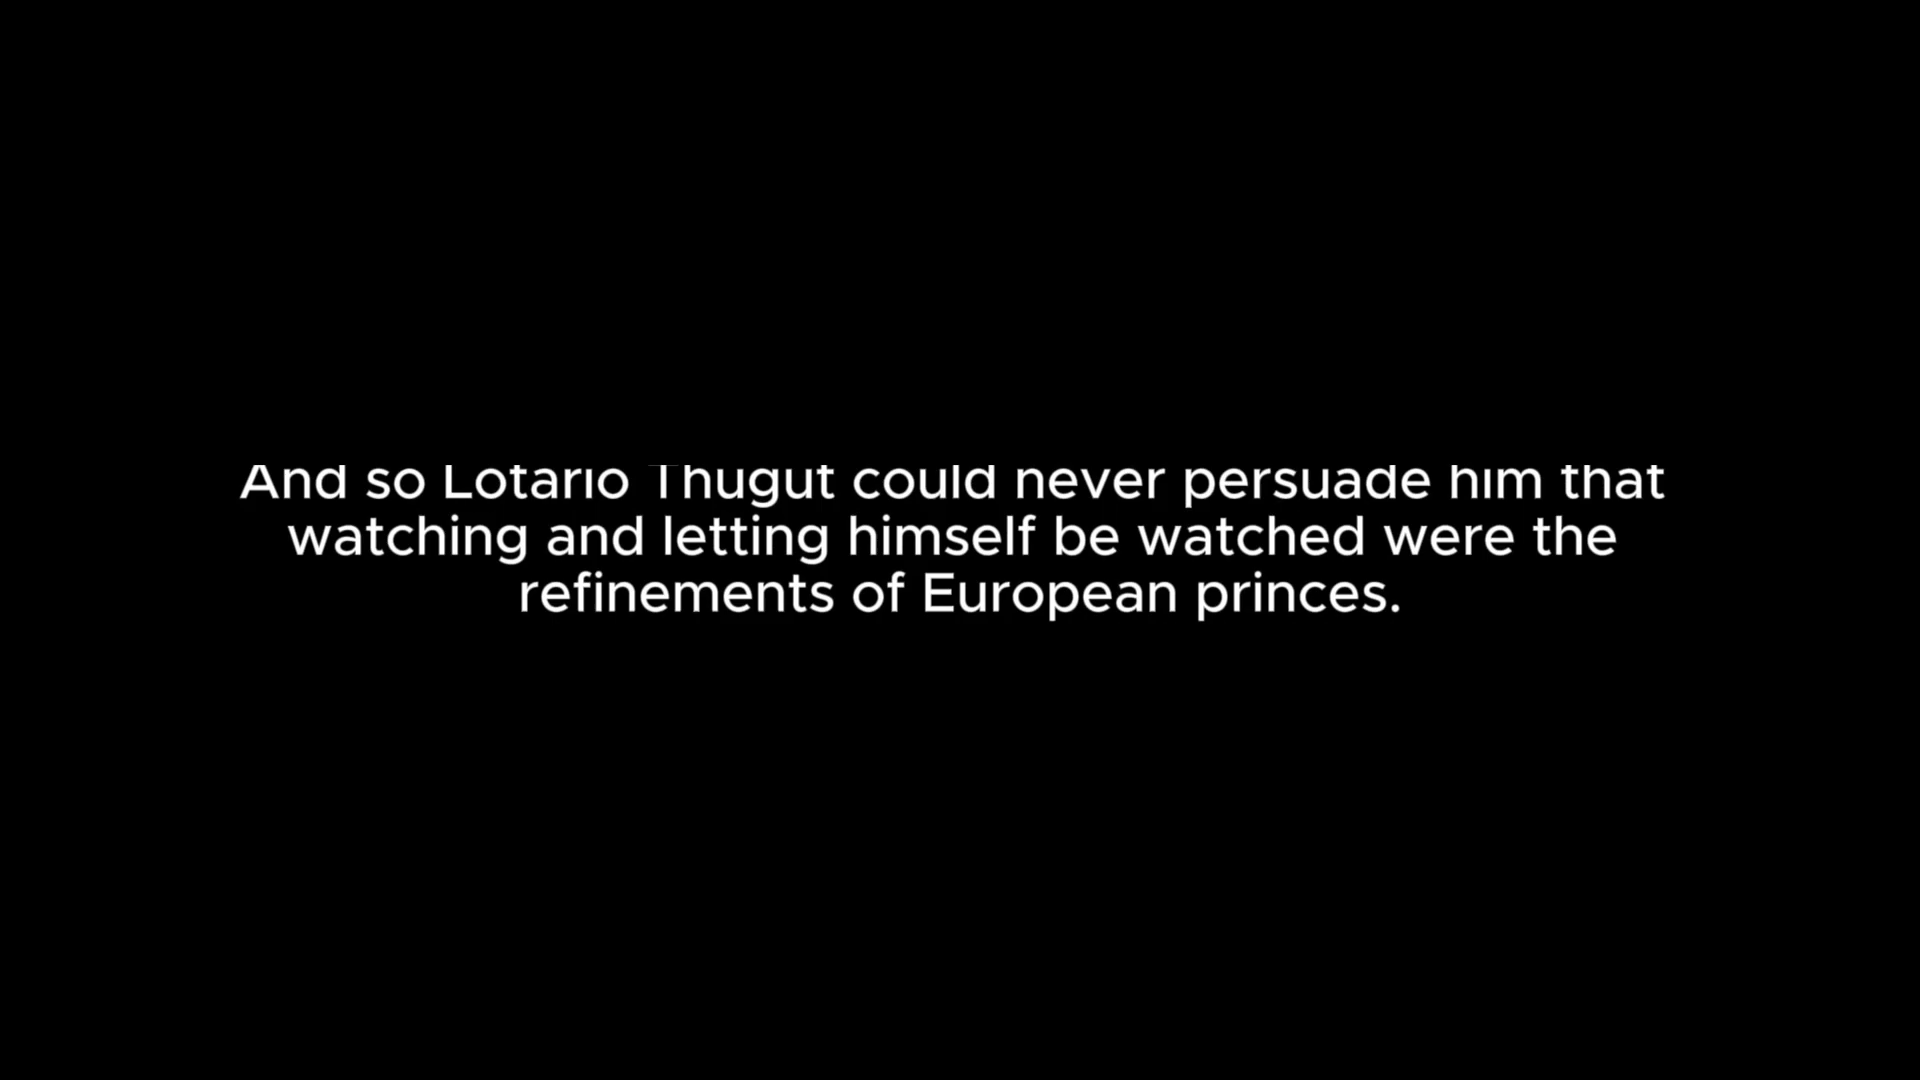 And so Lotario Thugut could never persuade him that
watching and letting himself be watched were the
refinements of European princes.